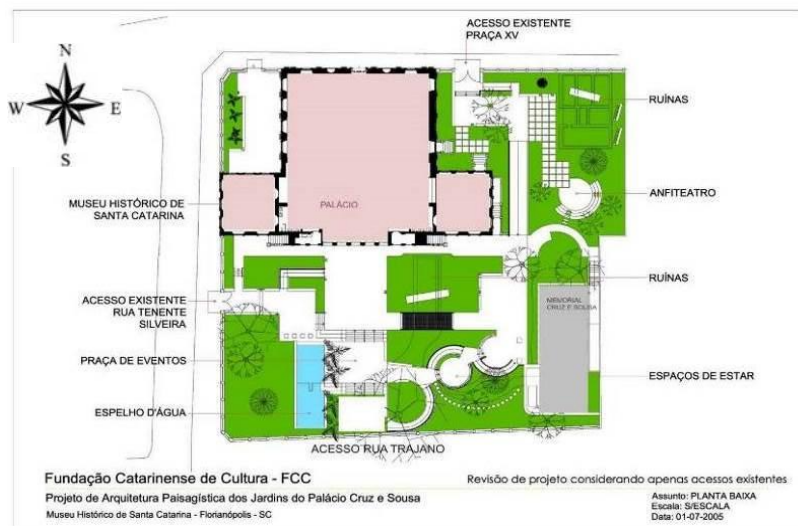 ACESSO EXISTENTE
PRAÇA XV
N
W E
S
RUÍNAS
MUSEU HISTÓRICO DE
SANTA CATARINA
PALÁCIO
ANFITEATRO
RUÍNAS
ACESSO EXISTENTE
RUA TENENTE
SILVEIRA
MEMORIAL
CRUZ E SOUSA
PRAÇA DE EVENTOS
ESPAÇOS DE ESTAR
ESPELHO D'ÁGUA
ACESSO RUA TRAJANO
Fundação Catarinense de Cultura - FCC
Revisão de projeto considerando apenas acessos existentes
Projeto de Arquitetura Paisagística dos Jardins do Palácio Cruz e Sousa
Museu Histórico de Santa Catarina - Florianópolis - SC
Assunto: PLANTA BAIXA
Escala: S/ESCALA
Data: 01-07-2005